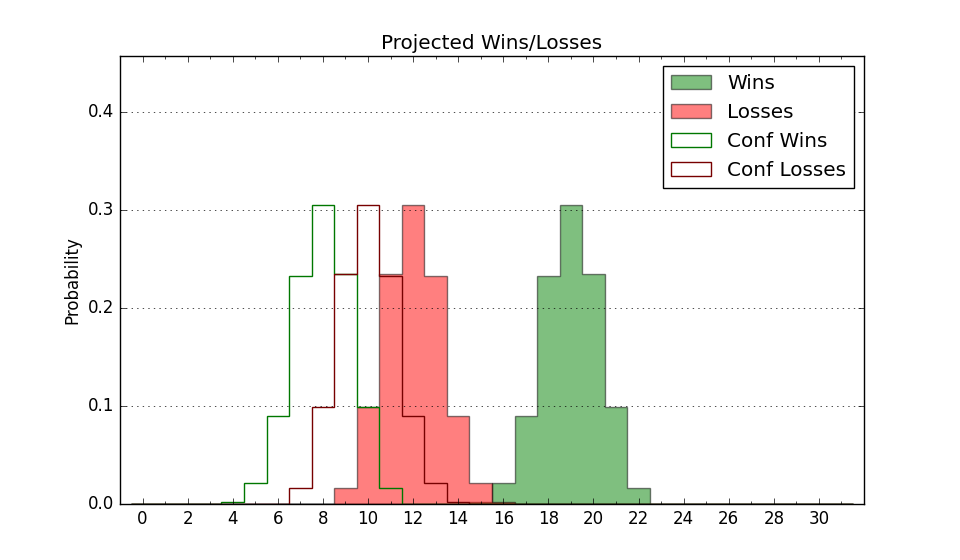 Projected Wins/Losses
Wins
Losses
Conf Wins
Conf Losses
Probability
0.4
0.3
0.2
0.1
0.0
0 2 4 6 8 10 12 14 16 18 20 22 24 26 28 30